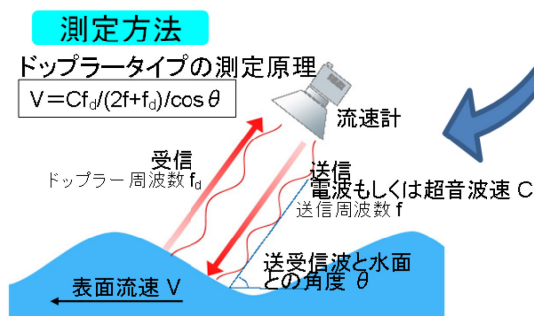 測定方法
ドップラータイプの測定原理
V=Cfd/(2f+fd)/cosθ
流速計
受信
ドップラー周波数 fd
送信
電波もしくは超音波速 C
送信周波数 f
送受信波と水面
との角度 θ
表面流速 V